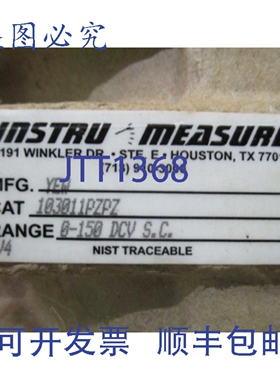 盗图必究
INSTRU MEASURE
191 WINKLER DR. · STE. E · HOUSTON, TX 770
JTT1368
MFG. YEW
CAT 103011PZPZ
RANGE 0-150 DCV S.C.
NIST TRACEABLE
可开发票 顺丰包邮